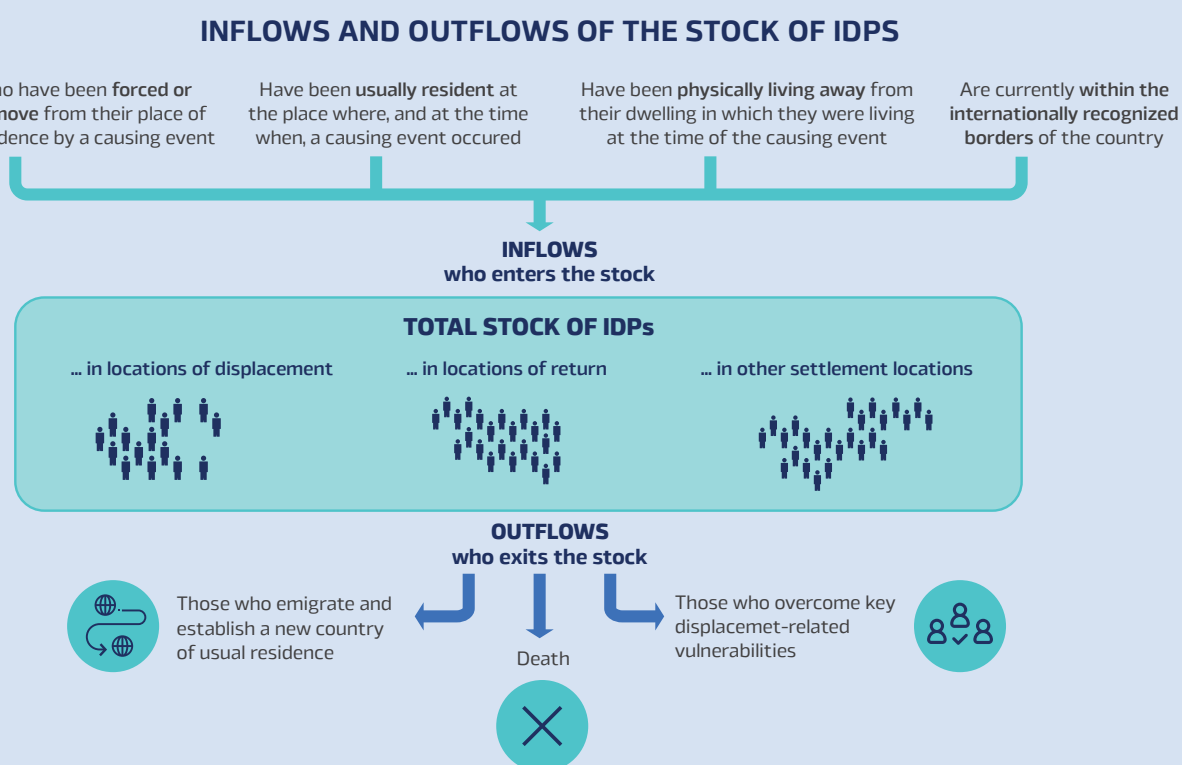 INFLOWS AND OUTFLOWS OF THE STOCK OF IDPS
have been forced or
from their place of
by a causing event
Have been usually resident at
the place where, and at the time
when, a causing event occured
Have been physically living away from
their dwelling in which they were living
at the time of the causing event
Are currently within the
internationally recognized
borders of the country
INFLOWS
who enters the stock
TOTAL STOCK OF IDPs
... in locations of displacement
... in locations of return
... in other settlement locations
OUTFLOWS
who exits the stock
Those who emigrate and
establish a new country
of usual residence
Death
Those who overcome key
displacemet-related
vulnerabilities